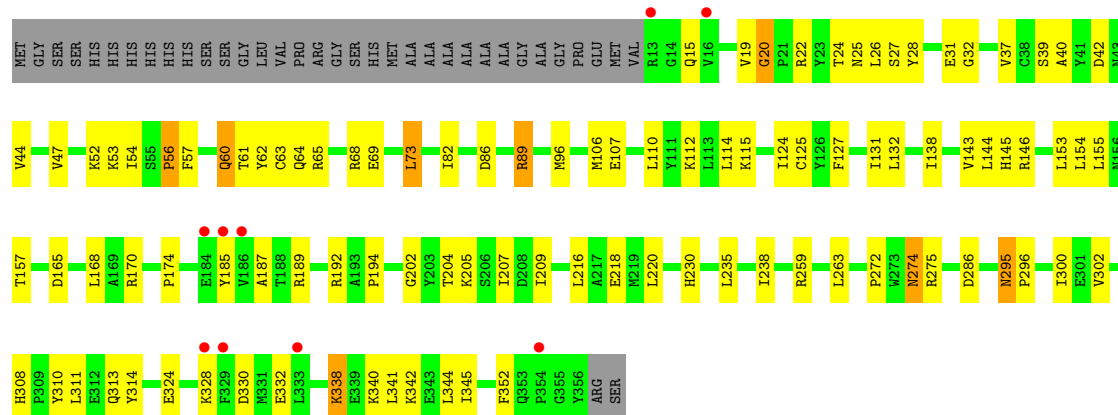 MET GLY SER SER HIS HIS HIS HIS HIS HIS SER SER GLY LEU VAL PRO ARG GLY SER HIS MET ALA ALA ALA ALA ALA ALA GLY ALA GLY PRO GLU MET VAL R13 G14 Q15 V16 V19 G20 P21 R22 Y23 T24 N25 L26 S27 Y28 E31 G32 V37 C38 S39 A40 Y41 D42 N43
V44 V47 K52 K53 I54 S55 P56 F57 Q60 T61 Y62 C63 Q64 R65 R68 E69 L73 I82 D86 R89 M96 M106 E107 L110 Y111 K112 L113 L114 K115 I124 C125 Y126 F127 I131 L132 I138 V143 L144 H145 R146 L153 L154 L155 N156
T157 D165 L168 A169 R170 P174 E184 Y185 V186 A187 T188 R189 R192 A193 P194 G202 Y203 T204 K205 S206 I207 D208 I209 L216 A217 E218 M219 L220 H230 L235 I238 R259 L263 P272 W273 N274 R275 D286 N295 P296 I300 E301 V302
H308 P309 Y310 L311 E312 Q313 Y314 E324 K328 F329 D330 M331 E332 L333 K338 E339 K340 L341 K342 E343 L344 I345 F352 Q353 P354 G355 Y356 ARG SER